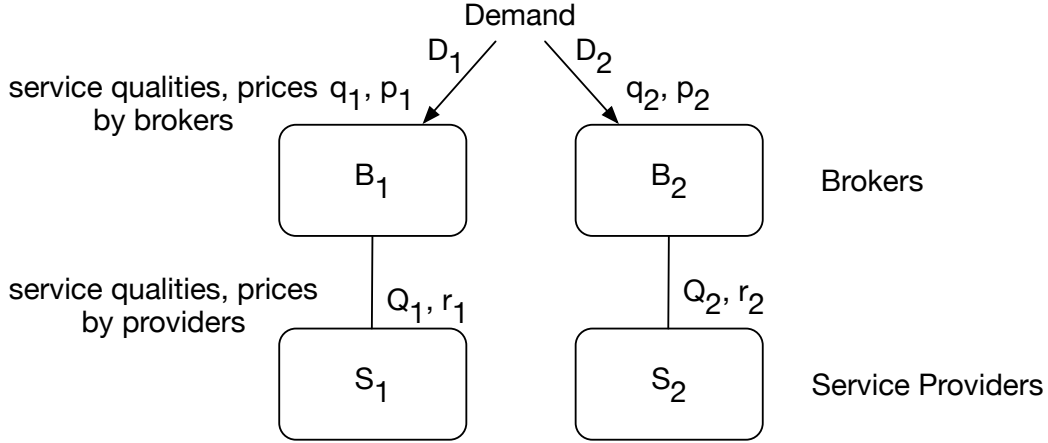 Demand
D1
D2
service qualities, prices
by brokers
q1, p1
q2, p2
B1
B2
Brokers
service qualities, prices
by providers
Q1, r1
Q2, r2
S1
S2
Service Providers